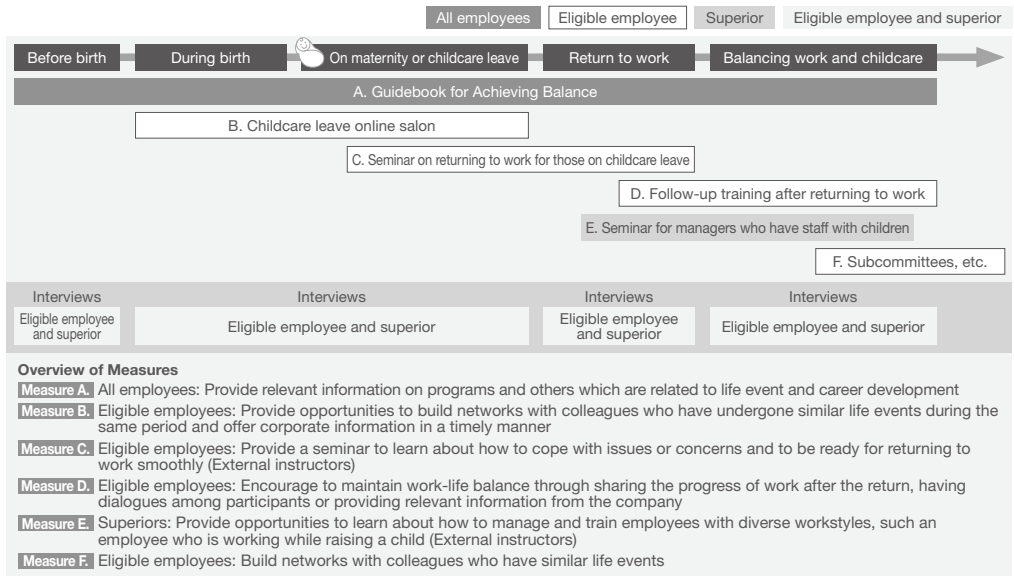 All employees
Eligible employee
Superior
Eligible employee and superior
Before birth
During birth
On maternity or childcare leave
Return to work
Balancing work and childcare
A. Guidebook for Achieving Balance
B. Childcare leave online salon
C. Seminar on returning to work for those on childcare leave
D. Follow-up training after returning to work
E. Seminar for managers who have staff with children
F. Subcommittees, etc.
Interviews
Eligible employee
and superior
Interviews
Eligible employee and superior
Interviews
Eligible employee
and superior
Interviews
Eligible employee and superior
Overview of Measures
Measure A. All employees: Provide relevant information on programs and others which are related to life event and career development
Measure B. Eligible employees: Provide opportunities to build networks with colleagues who have undergone similar life events during the
same period and offer corporate information in a timely manner
Measure C. Eligible employees: Provide a seminar to learn about how to cope with issues or concerns and to be ready for returning to
work smoothly (External instructors)
Measure D. Eligible employees: Encourage to maintain work-life balance through sharing the progress of work after the return, having
dialogues among participants or providing relevant information from the company
Measure E. Superiors: Provide opportunities to learn about how to manage and train employees with diverse workstyles, such an
employee who is working while raising a child (External instructors)
Measure F. Eligible employees: Build networks with colleagues who have similar life events